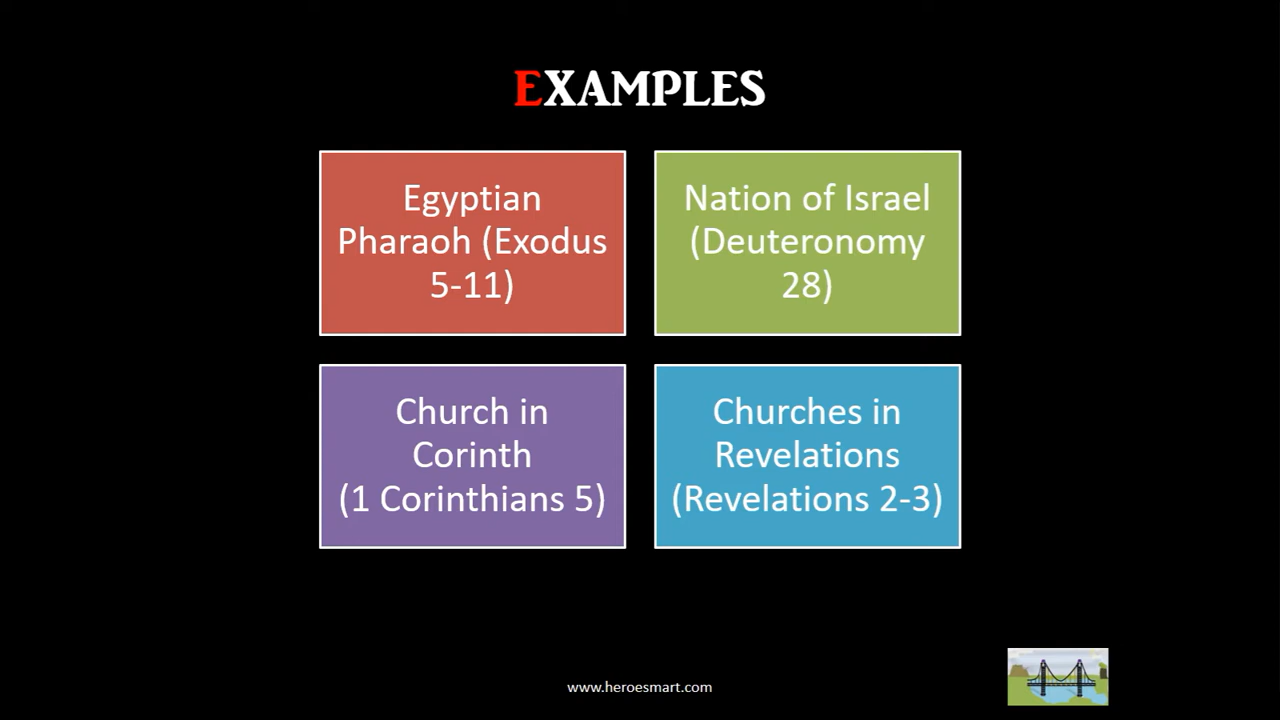 EXAMPLES
Egyptian
Pharaoh (Exodus
5-11)
Nation of Israel
(Deuteronomy
28)
Church in
Corinth
(1 Corinthians 5)
Churches in
Revelations
(Revelations 2-3)
www.heroesmart.com